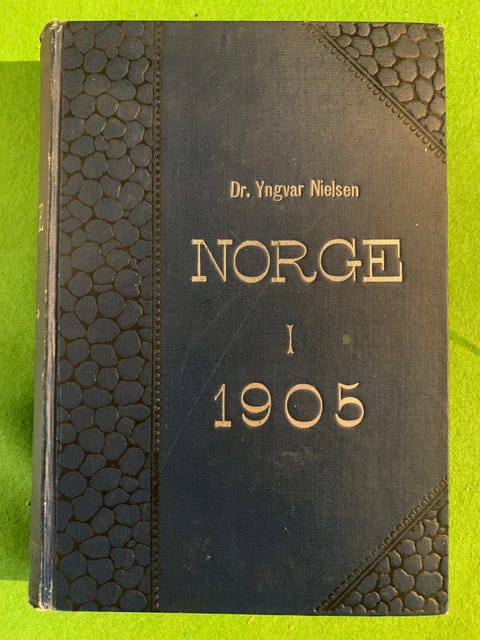 Dr. Yngvar Nielsen
NORGE
I
1905